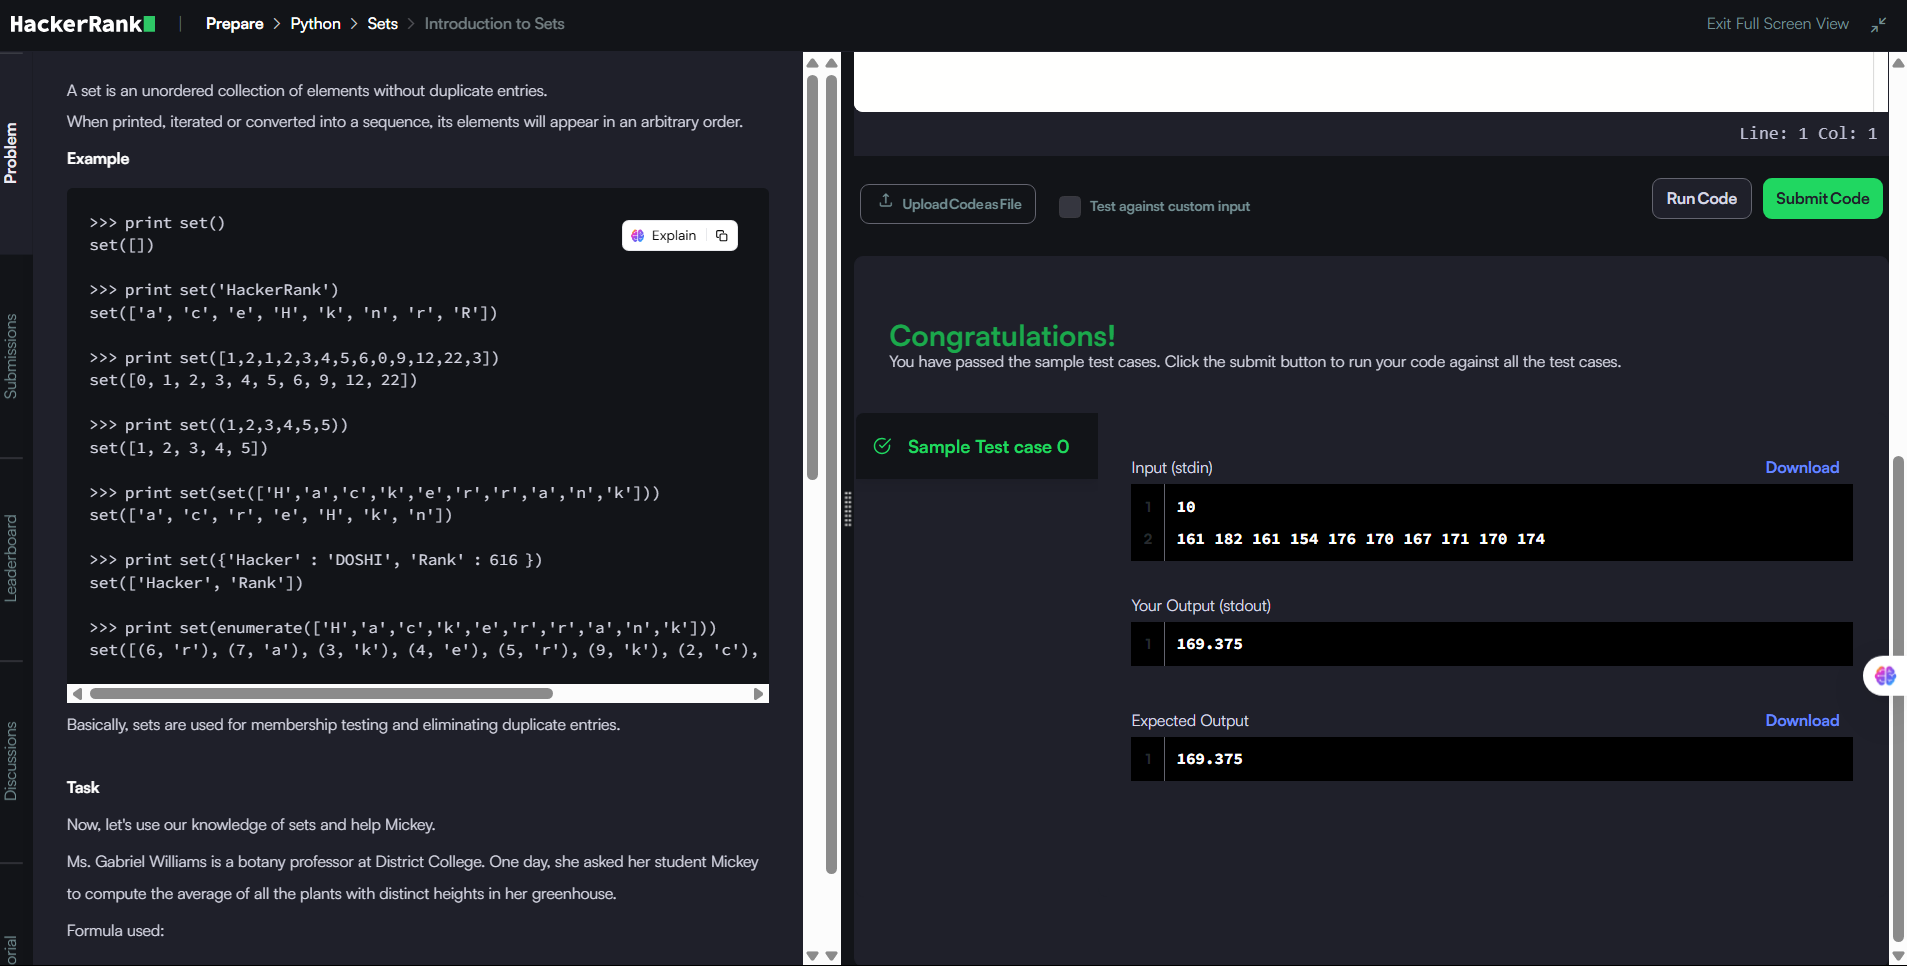 HackerRank
Prepare > Python > Sets > Introduction to Sets
Exit Full Screen View
Problem
Submissions
Leaderboard
Discussions
orial
A set is an unordered collection of elements without duplicate entries.
When printed, iterated or converted into a sequence, its elements will appear in an arbitrary order.
Example
>>> print set()
set([])
Explain
>>> print set('HackerRank')
set(['a', 'c', 'e', 'H', 'k', 'n', 'r', 'R'])
>>> print set([1,2,1,2,3,4,5,6,0,9,12,22,3])
set([0, 1, 2, 3, 4, 5, 6, 9, 12, 22])
>>> print set((1,2,3,4,5,5))
set([1, 2, 3, 4, 5])
>>> print set(set(['H','a','c','k','e','r','r','a','n','k']))
set(['a', 'c', 'r', 'e', 'H', 'k', 'n'])
>>> print set({'Hacker' : 'DOSHI', 'Rank' : 616 })
set(['Hacker', 'Rank'])
>>> print set(enumerate(['H','a','c','k','e','r','r','a','n','k']))
set([(6, 'r'), (7, 'a'), (3, 'k'), (4, 'e'), (5, 'r'), (9, 'k'), (2, 'c'),
Basically, sets are used for membership testing and eliminating duplicate entries.
Task
Now, let's use our knowledge of sets and help Mickey.
Ms. Gabriel Williams is a botany professor at District College. One day, she asked her student Mickey
to compute the average of all the plants with distinct heights in her greenhouse.
Formula used:
Line: 1 Col: 1
Upload Code as File
Test against custom input
Run Code
Submit Code
Congratulations!
You have passed the sample test cases. Click the submit button to run your code against all the test cases.
Sample Test case 0
Input (stdin)
Download
1 10
2 161 182 161 154 176 170 167 171 170 174
Your Output (stdout)
1 169.375
Expected Output
Download
1 169.375